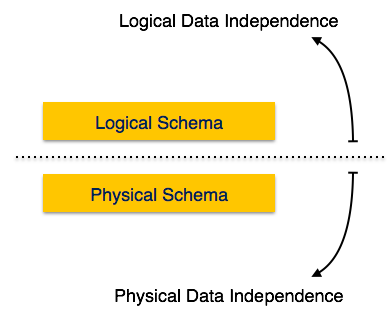 Logical Data Independence
Logical Schema
Physical Schema
Physical Data Independence